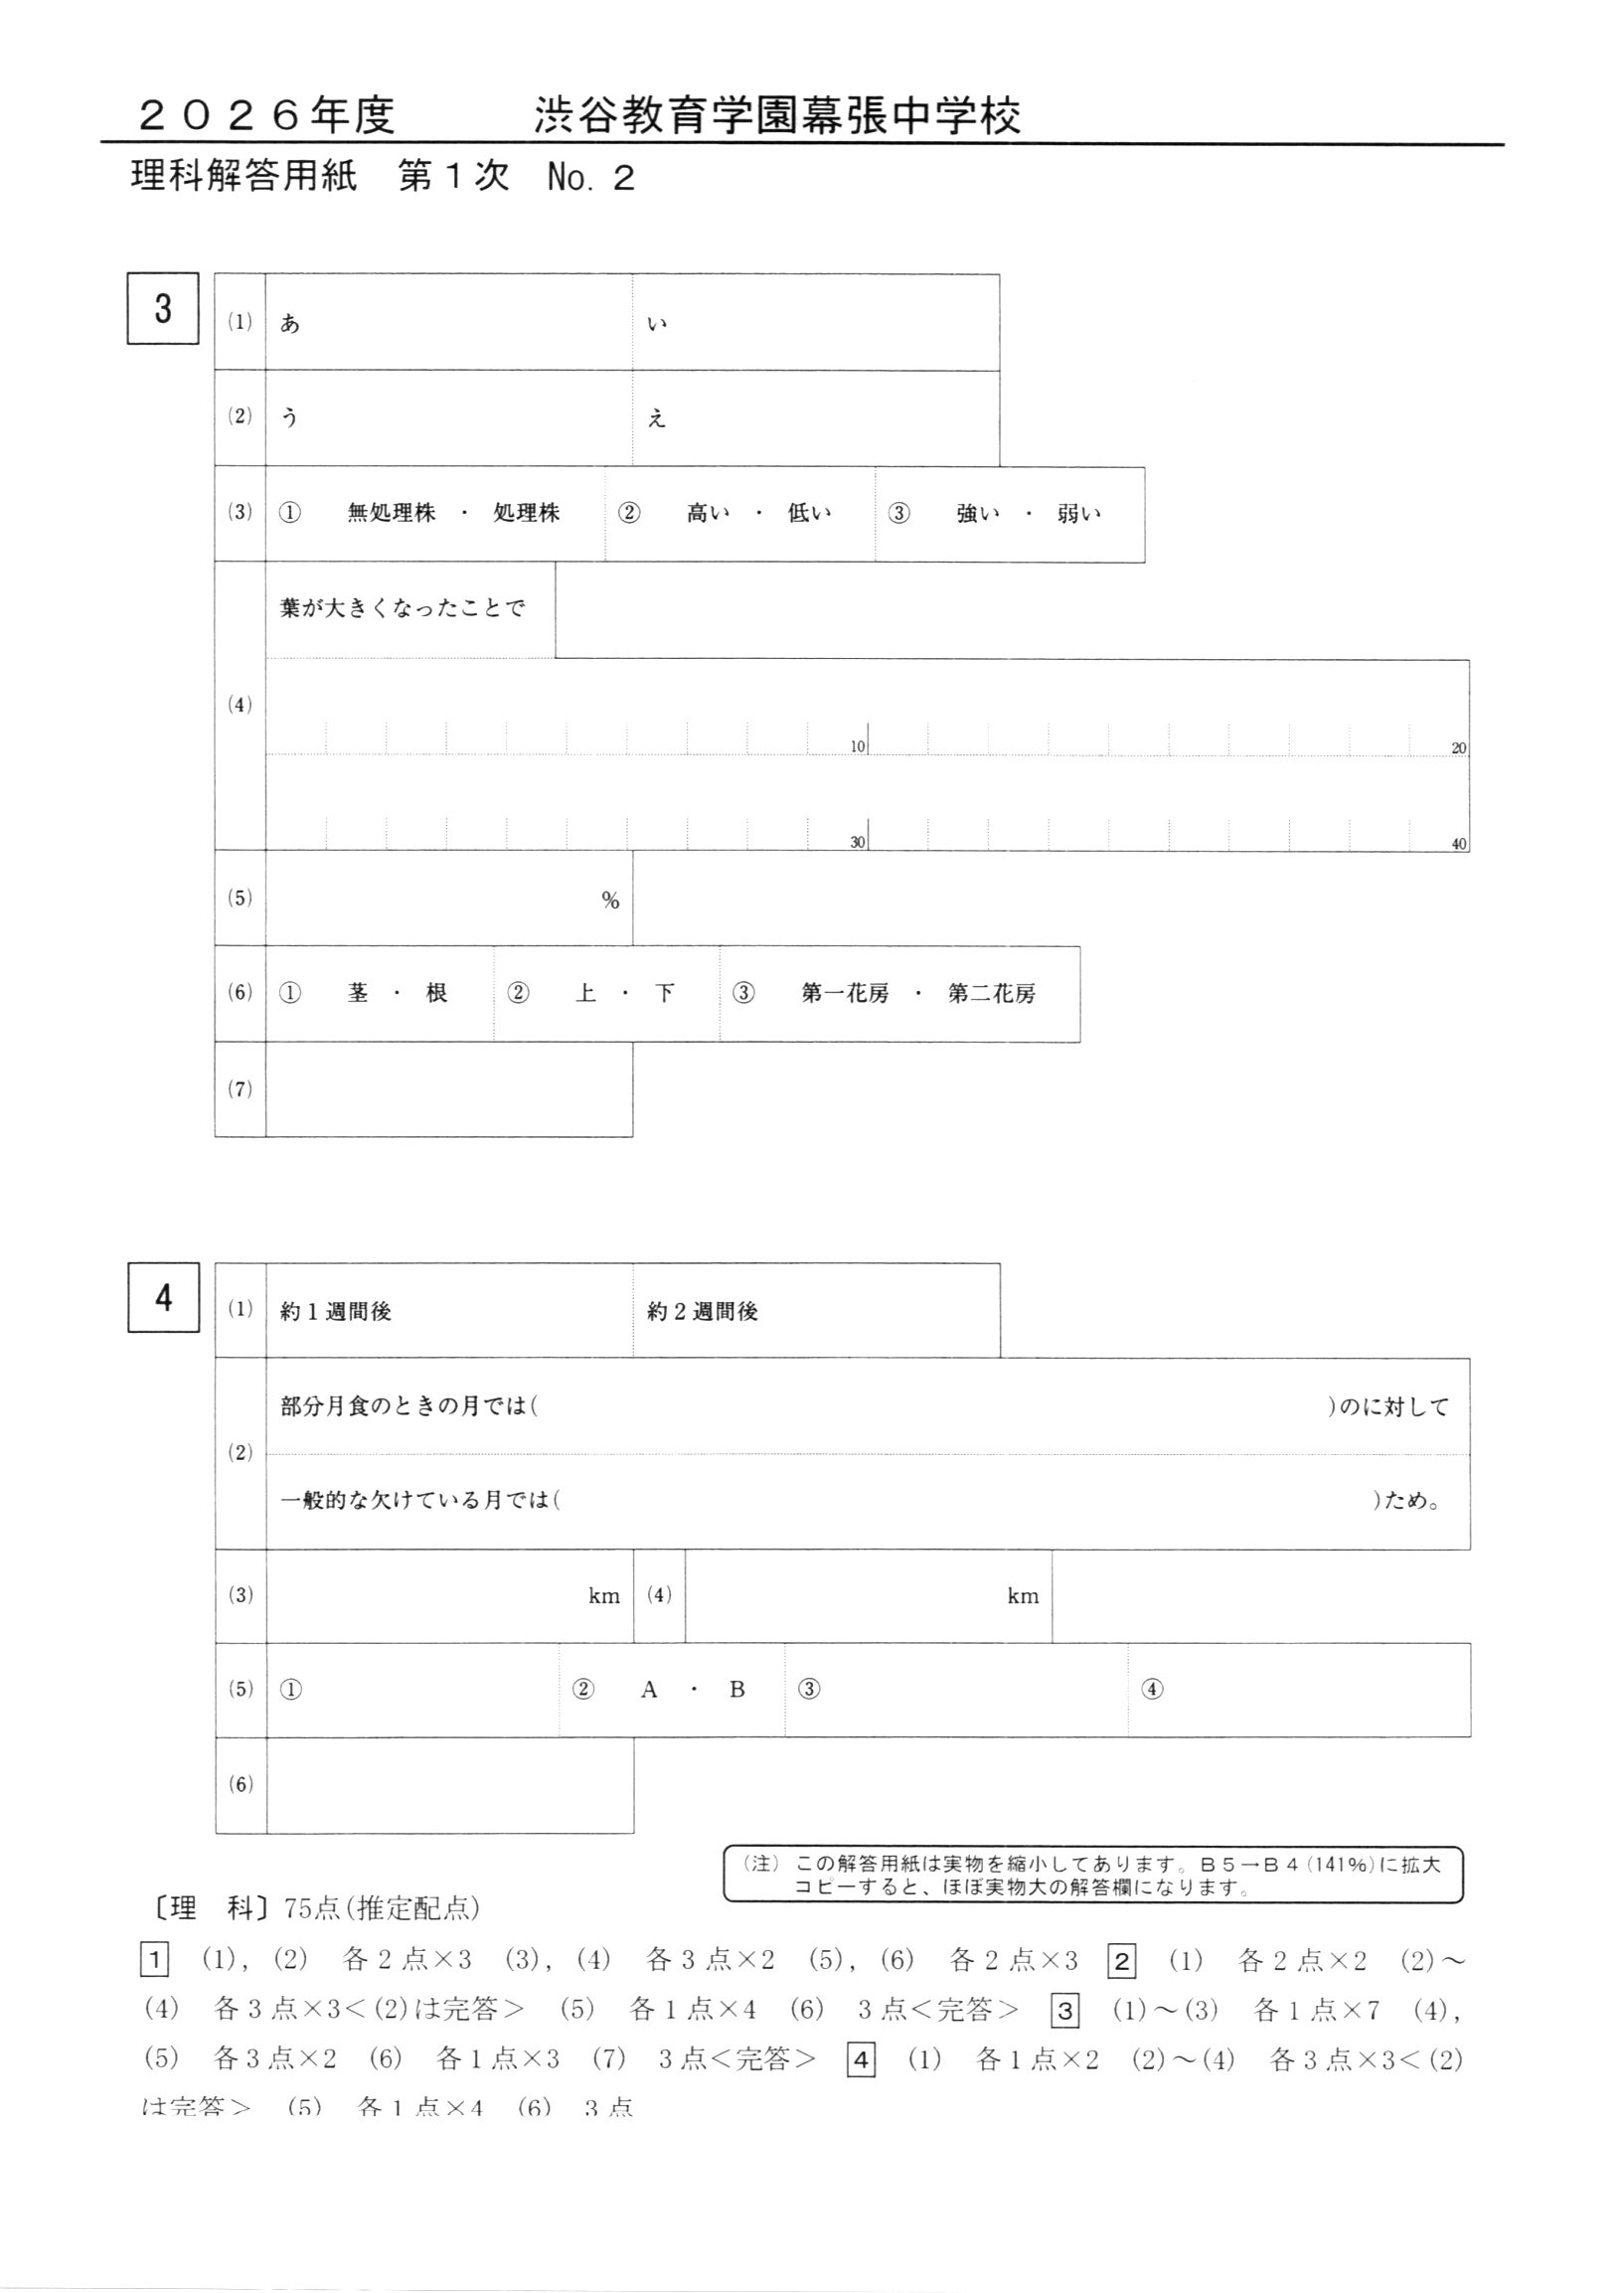 2026年度　渋谷教育学園幕張中学校
理科解答用紙　第1次　No. 2
3
(1) あ　い
(2) う　え
(3) ①　無処理株　・　処理株　②　高い　・　低い　③　強い　・　弱い
(4) 葉が大きくなったことで
10　20
30　40
(5) %
(6) ①　茎　・　根　②　上　・　下　③　第一花房　・　第二花房
(7)
4
(1) 約1週間後　約2週間後
(2) 部分月食のときの月では(　)のに対して
一般的な欠けている月では(　)ため。
(3) km　(4) km
(5) ①　②　A　・　B　③　④
(6)
(注)　この解答用紙は実物を縮小してあります。B5→B4(141%)に拡大
コピーすると、ほぼ実物大の解答欄になります。
〔理　科〕75点(推定配点)
1　(1), (2)　各2点×3　(3), (4)　各3点×2　(5), (6)　各2点×3　2　(1)　各2点×2　(2)～
(4)　各3点×3＜(2)は完答＞　(5)　各1点×4　(6)　3点＜完答＞　3　(1)～(3)　各1点×7　(4),
(5)　各3点×2　(6)　各1点×3　(7)　3点＜完答＞　4　(1)　各1点×2　(2)～(4)　各3点×3＜(2)
は完答＞　(5)　各1点×4　(6)　3点